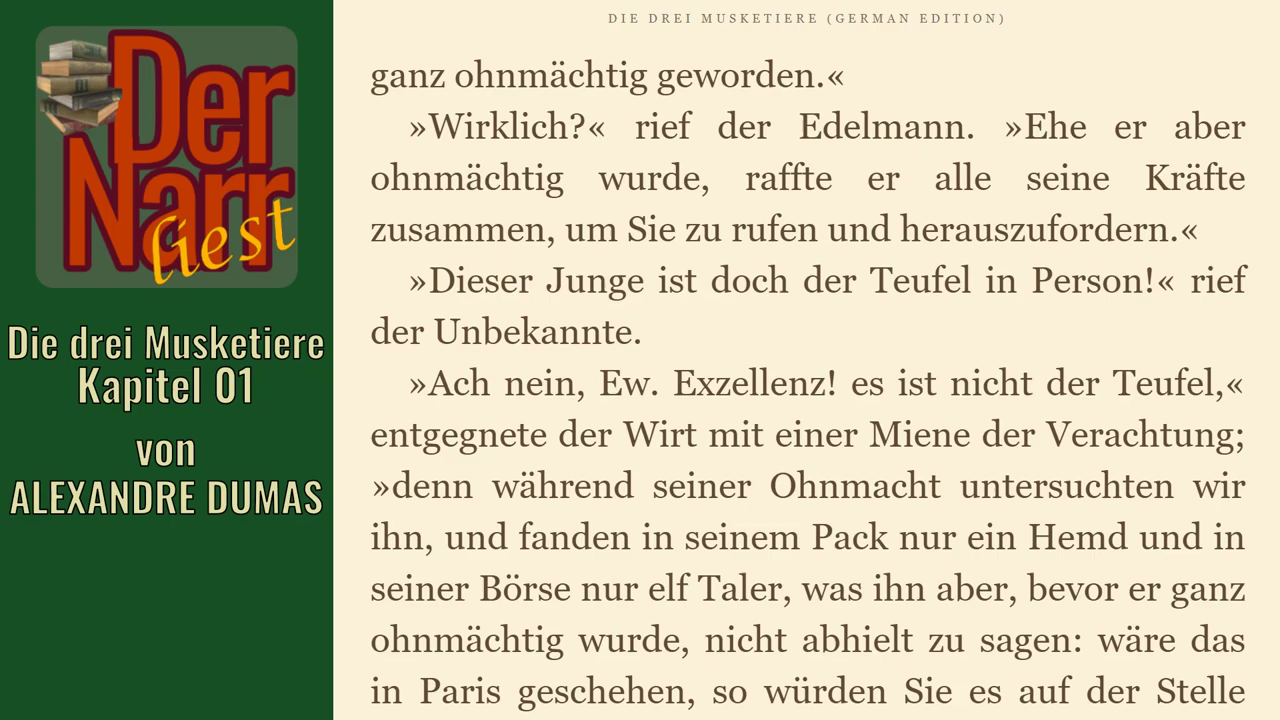 Der
Narr
liest
Die drei Musketiere
Kapitel 01
von
ALEXANDRE DUMAS
DIE DREI MUSKETIERE (GERMAN EDITION)
ganz ohnmächtig geworden.«
»Wirklich?« rief der Edelmann. »Ehe er aber
ohnmächtig wurde, raffte er alle seine Kräfte
zusammen, um Sie zu rufen und herauszufordern.«
»Dieser Junge ist doch der Teufel in Person!« rief
der Unbekannte.
»Ach nein, Ew. Exzellenz! es ist nicht der Teufel,«
entgegnete der Wirt mit einer Miene der Verachtung;
»denn während seiner Ohnmacht untersuchten wir
ihn, und fanden in seinem Pack nur ein Hemd und in
seiner Börse nur elf Taler, was ihn aber, bevor er ganz
ohnmächtig wurde, nicht abhielt zu sagen: wäre das
in Paris geschehen, so würden Sie es auf der Stelle